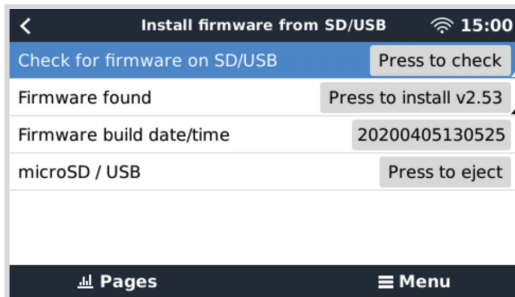 Install firmware from SD/USB 15:00
Check for firmware on SD/USB Press to check
Firmware found Press to install v2.53
Firmware build date/time 20200405130525
microSD / USB Press to eject
Pages Menu